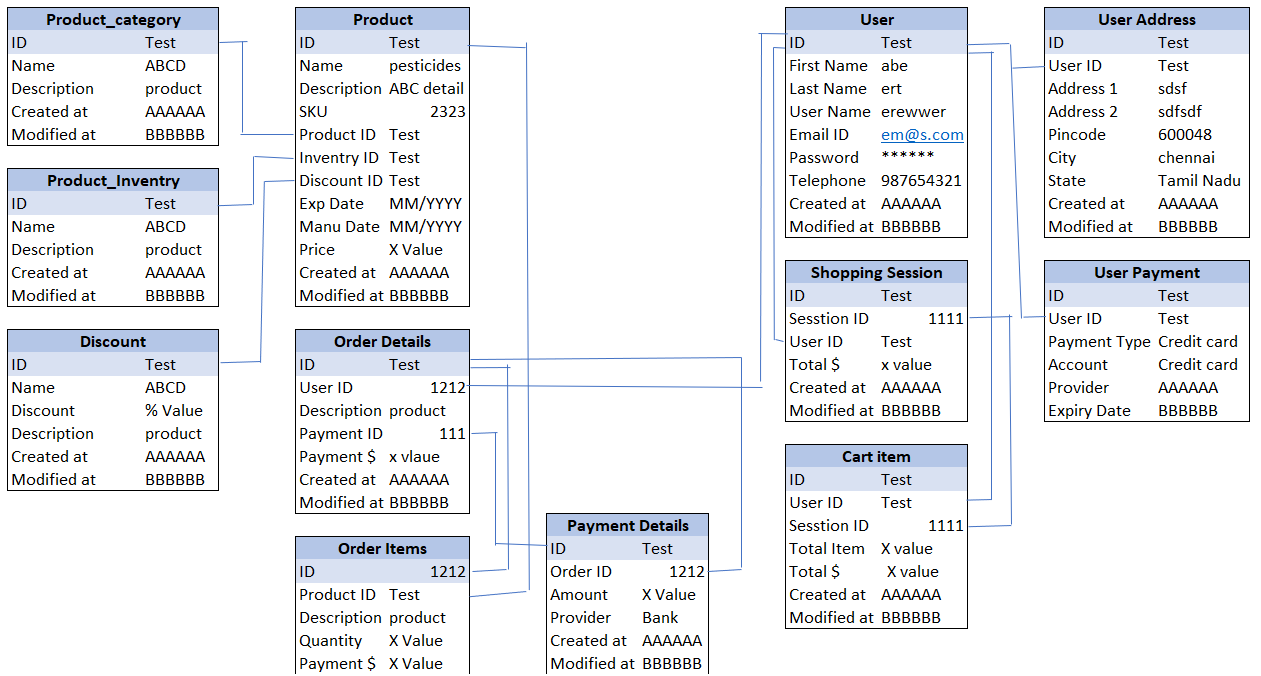 Product_category
ID Test
Name ABCD
Description product
Created at AAAAAA
Modified at BBBBBB
Product_Inventry
ID Test
Name ABCD
Description product
Created at AAAAAA
Modified at BBBBBB
Discount
ID Test
Name ABCD
Discount % Value
Description product
Created at AAAAAA
Modified at BBBBBB
Product
ID Test
Name pesticides
Description ABC detail
SKU 2323
Product ID Test
Inventry ID Test
Discount ID Test
Exp Date MM/YYYY
Manu Date MM/YYYY
Price X Value
Created at AAAAAA
Modified at BBBBBB
Order Details
ID Test
User ID 1212
Description product
Payment ID 111
Payment $ x vlaue
Created at AAAAAA
Modified at BBBBBB
Order Items
ID 1212
Product ID Test
Description product
Quantity X Value
Payment $ X Value
Payment Details
ID Test
Order ID 1212
Amount X Value
Provider Bank
Created at AAAAAA
Modified at BBBBBB
User
ID Test
First Name abe
Last Name ert
User Name erewwer
Email ID em@s.com
Password ******
Telephone 987654321
Created at AAAAAA
Modified at BBBBBB
Shopping Session
ID Test
Sesstion ID 1111
User ID Test
Total $ x value
Created at AAAAAA
Modified at BBBBBB
Cart item
ID Test
User ID Test
Sesstion ID 1111
Total Item X value
Total $ X value
Created at AAAAAA
Modified at BBBBBB
User Address
ID Test
User ID Test
Address 1 sdsf
Address 2 sdfsdf
Pincode 600048
City chennai
State Tamil Nadu
Created at AAAAAA
Modified at BBBBBB
User Payment
ID Test
User ID Test
Payment Type Credit card
Account Credit card
Provider AAAAAA
Expiry Date BBBBBB